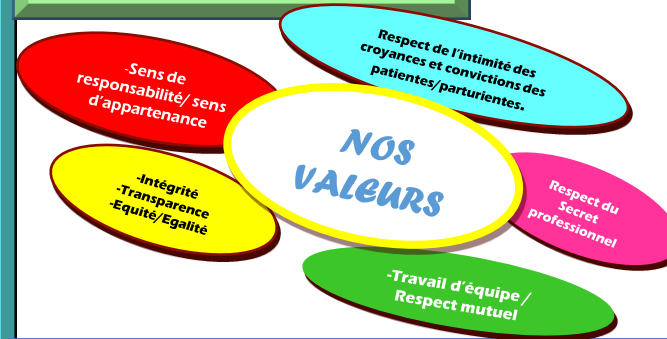 Respect de l'intimité des
croyances et convictions des
patientes/parturientes.
-Sens de
responsabilité/ sens
d'appartenance
NOS
VALEURS
-Intégrité
-Transparence
-Equité/Egalité
Respect du
Secret
professionnel
-Travail d'équipe /
Respect mutuel